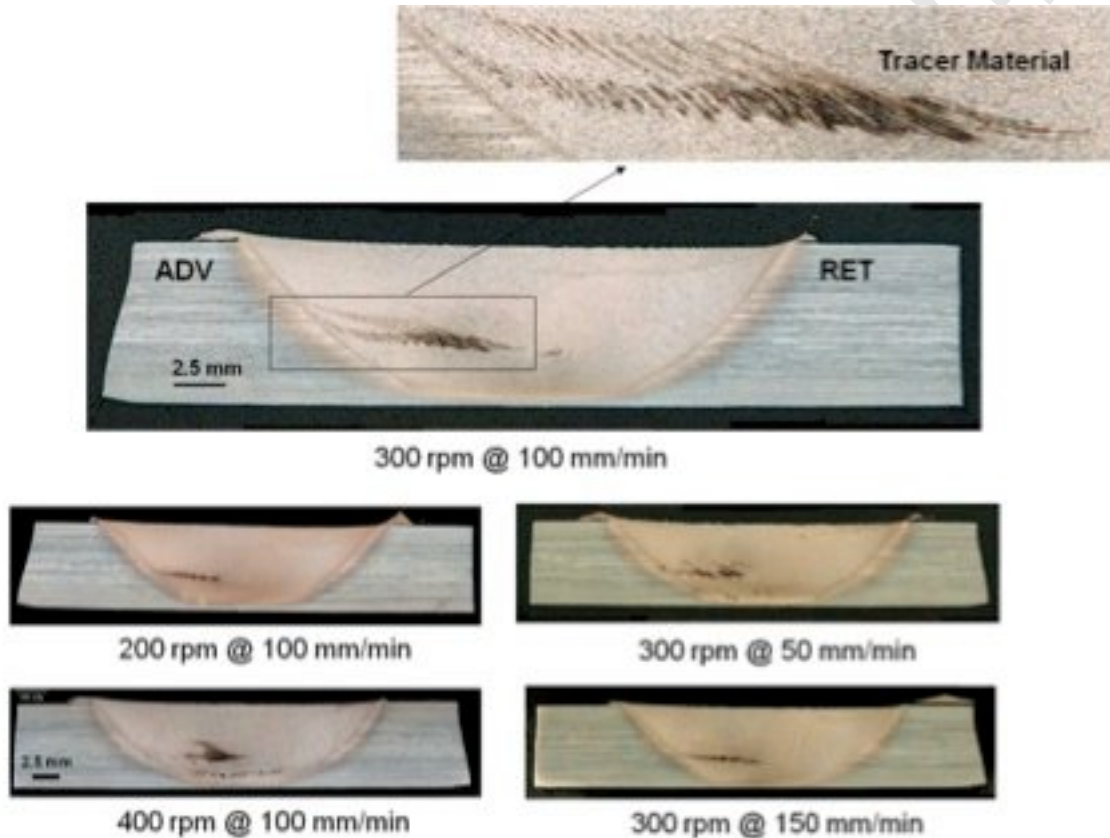 Tracer Material
ADV
RET
2.5 mm
300 rpm @ 100 mm/min
200 rpm @ 100 mm/min
300 rpm @ 50 mm/min
2.5 mm
400 rpm @ 100 mm/min
300 rpm @ 150 mm/min